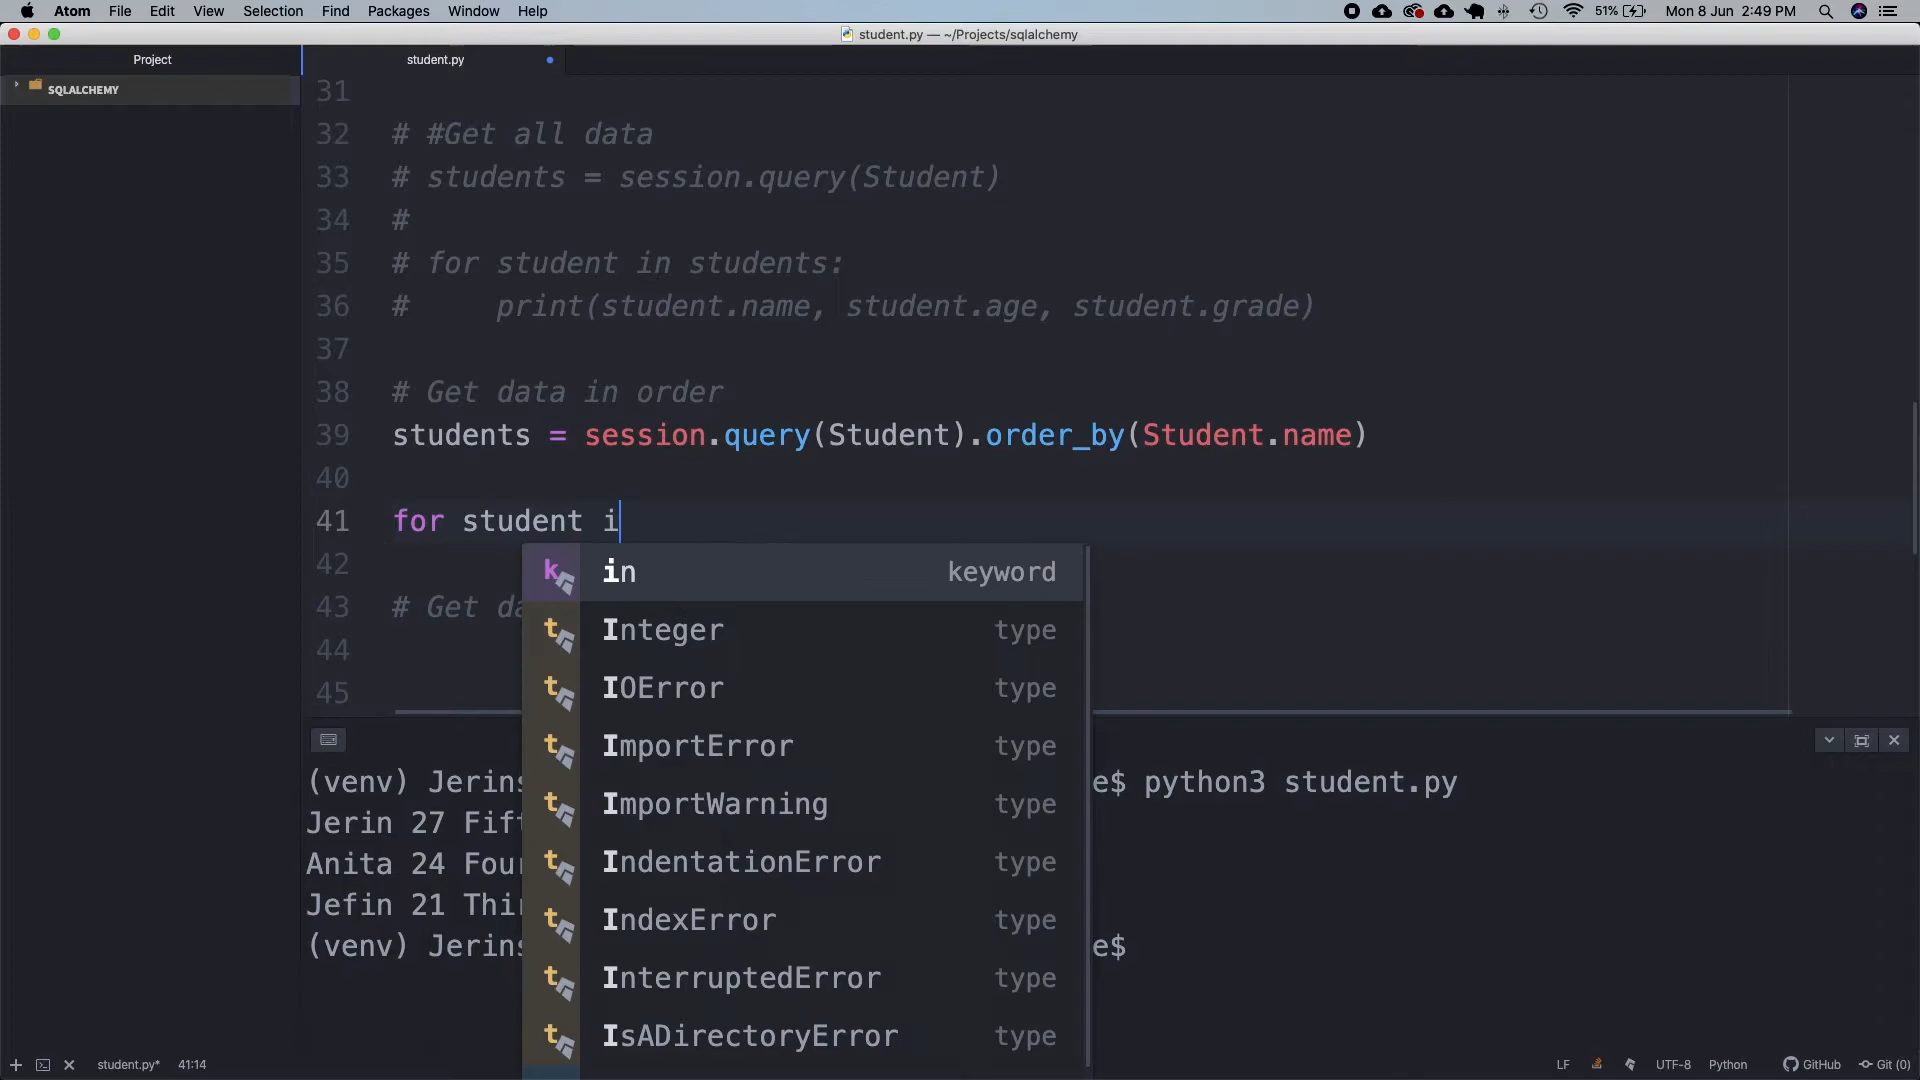 Atom File Edit View Selection Find Packages Window Help 51% Mon 8 Jun 2:49 PM
student.py — ~/Projects/sqlalchemy
Project
student.py
SQLALCHEMY
31
32 # #Get all data
33 # students = session.query(Student)
34 #
35 # for student in students:
36 # print(student.name, student.age, student.grade)
37
38 # Get data in order
39 students = session.query(Student).order_by(Student.name)
40
41 for student i
42
43 # Get da
44
45
k in keyword
t Integer type
t IOError type
t ImportError type
t ImportWarning type
t IndentationError type
t IndexError type
t InterruptedError type
t IsADirectoryError type
(venv) Jerins e$ python3 student.py
Jerin 27 Fift
Anita 24 Four
Jefin 21 Thir
(venv) Jerins e$
student.py* 41:14 LF UTF-8 Python GitHub Git (0)